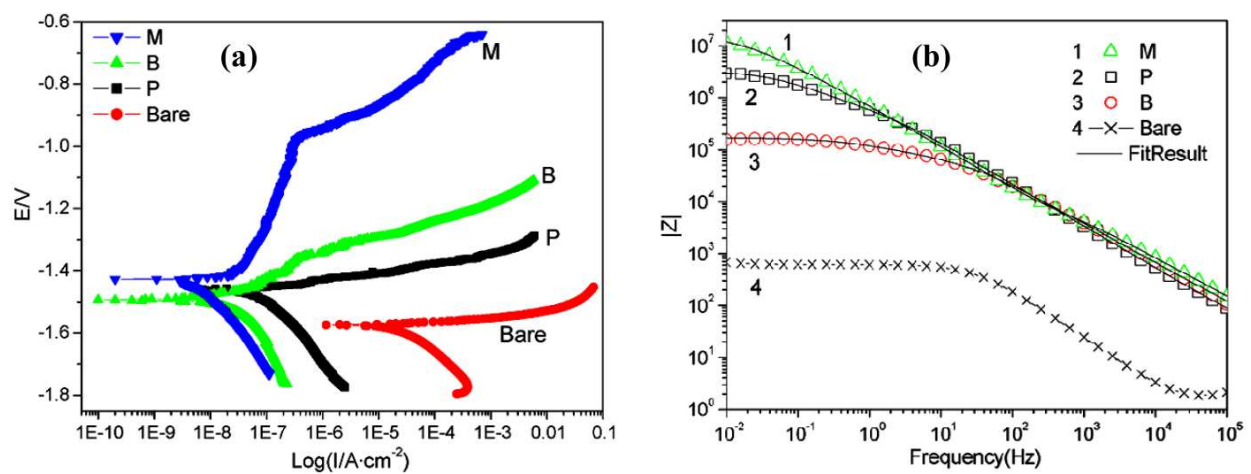 (a)
M
B
P
Bare
M
B
P
Bare
E/V
-0.6
-0.8
-1.0
-1.2
-1.4
-1.6
-1.8
1E-10 1E-9 1E-8 1E-7 1E-6 1E-5 1E-4 1E-3 0.01 0.1
Log(I/A·cm⁻²)
(b)
1 M
2 P
3 B
4 Bare
FitResult
1
2
3
4
|Z|
10⁷
10⁶
10⁵
10⁴
10³
10²
10¹
10⁰
10⁻² 10⁻¹ 10⁰ 10¹ 10² 10³ 10⁴ 10⁵
Frequency(Hz)